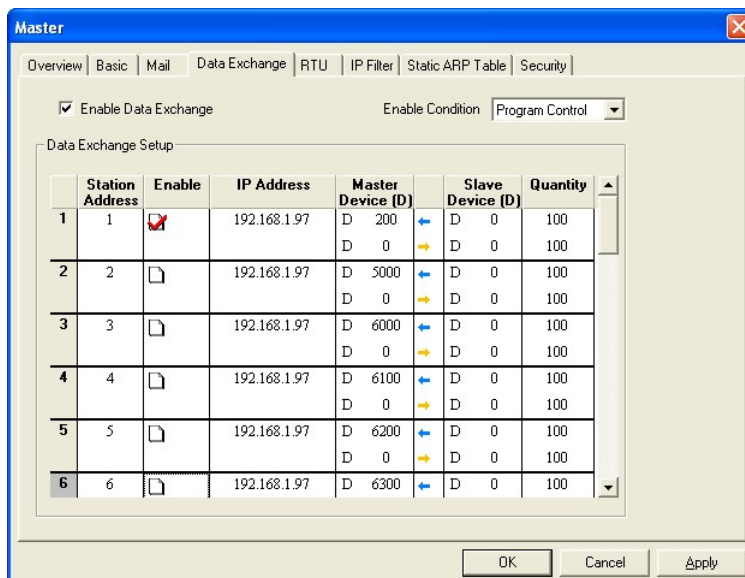 Master
Overview Basic Mail Data Exchange RTU IP Filter Static ARP Table Security
Enable Data Exchange Enable Condition Program Control
Data Exchange Setup
Station Address Enable IP Address Master Device (D) Slave Device (D) Quantity
1 1 192.168.1.97 D 200 D 0 100
D 0 D 0 100
2 2 192.168.1.97 D 5000 D 0 100
D 0 D 0 100
3 3 192.168.1.97 D 6000 D 0 100
D 0 D 0 100
4 4 192.168.1.97 D 6100 D 0 100
D 0 D 0 100
5 5 192.168.1.97 D 6200 D 0 100
D 0 D 0 100
6 6 192.168.1.97 D 6300 D 0 100
OK Cancel Apply